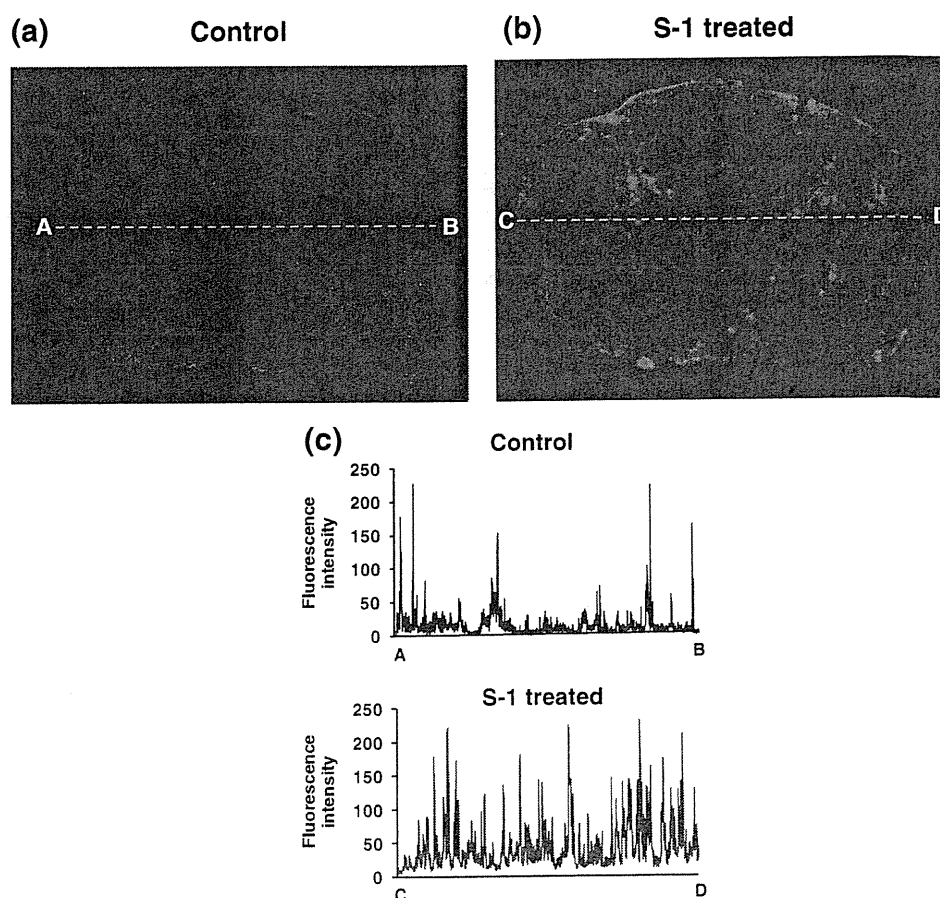 (a) Control
(b) S-1 treated
A B
C D
(c) Control
Fluorescence
intensity
250
200
150
100
50
0
A B
S-1 treated
Fluorescence
intensity
250
200
150
100
50
0
C D